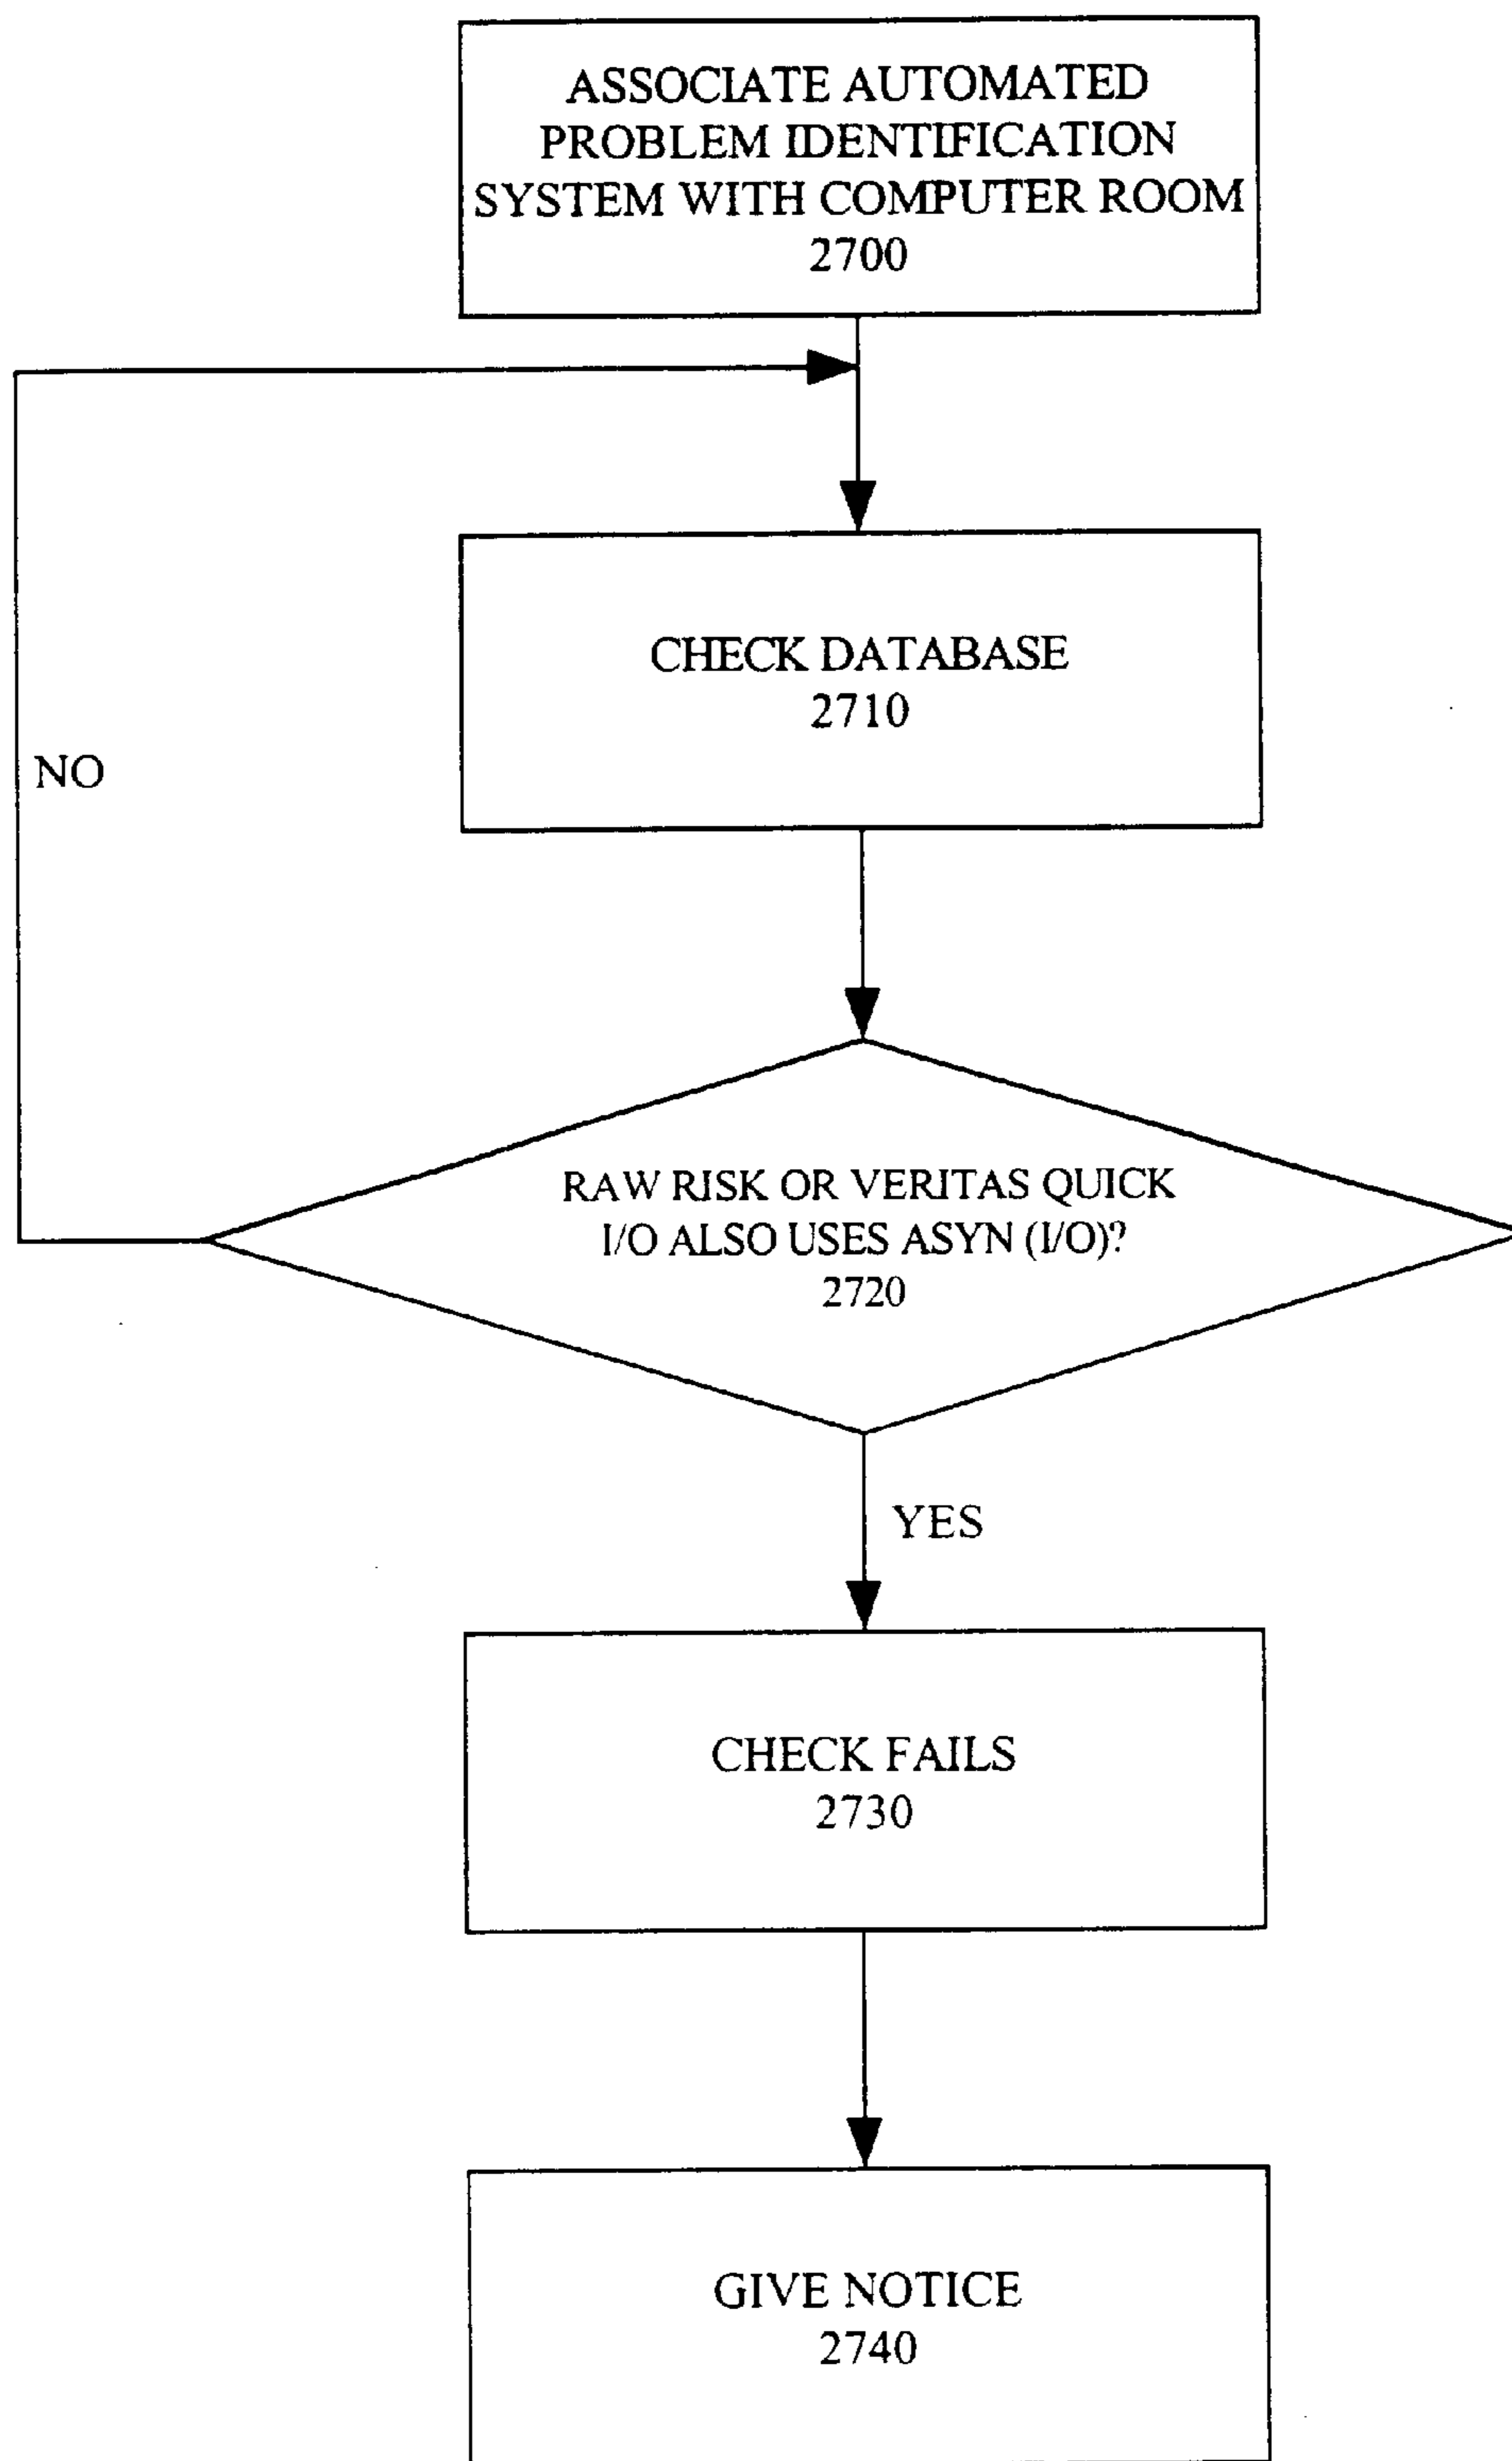 ASSOCIATE AUTOMATED
PROBLEM IDENTIFICATION
SYSTEM WITH COMPUTER ROOM
2700
CHECK DATABASE
2710
NO
RAW RISK OR VERITAS QUICK
I/O ALSO USES ASYN (I/O)?
2720
YES
CHECK FAILS
2730
GIVE NOTICE
2740